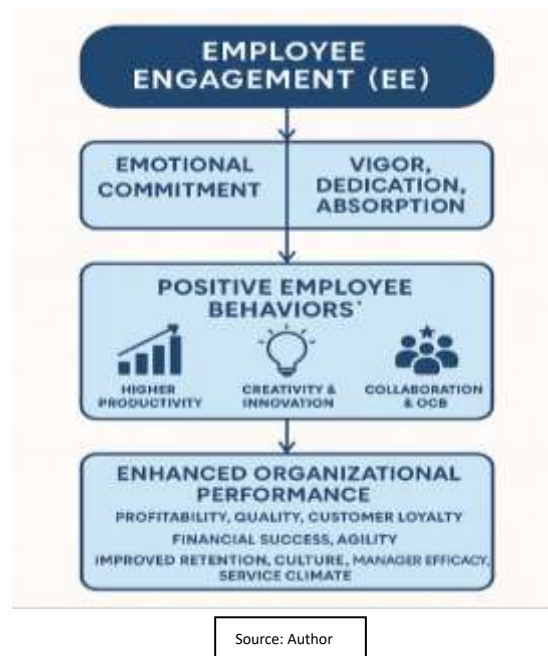 EMPLOYEE
ENGAGEMENT (EE)
EMOTIONAL
COMMITMENT
VIGOR,
DEDICATION,
ABSORPTION
POSITIVE EMPLOYEE
BEHAVIORS'
HIGHER
PRODUCTIVITY
CREATIVITY &
INNOVATION
COLLABORATION
& OCB
ENHANCED ORGANIZATIONAL
PERFORMANCE
PROFITABILITY, QUALITY, CUSTOMER LOYALTY
FINANCIAL SUCCESS, AGILITY
IMPROVED RETENTION, CULTURE, MANAGER EFFICACY,
SERVICE CLIMATE
Source: Author